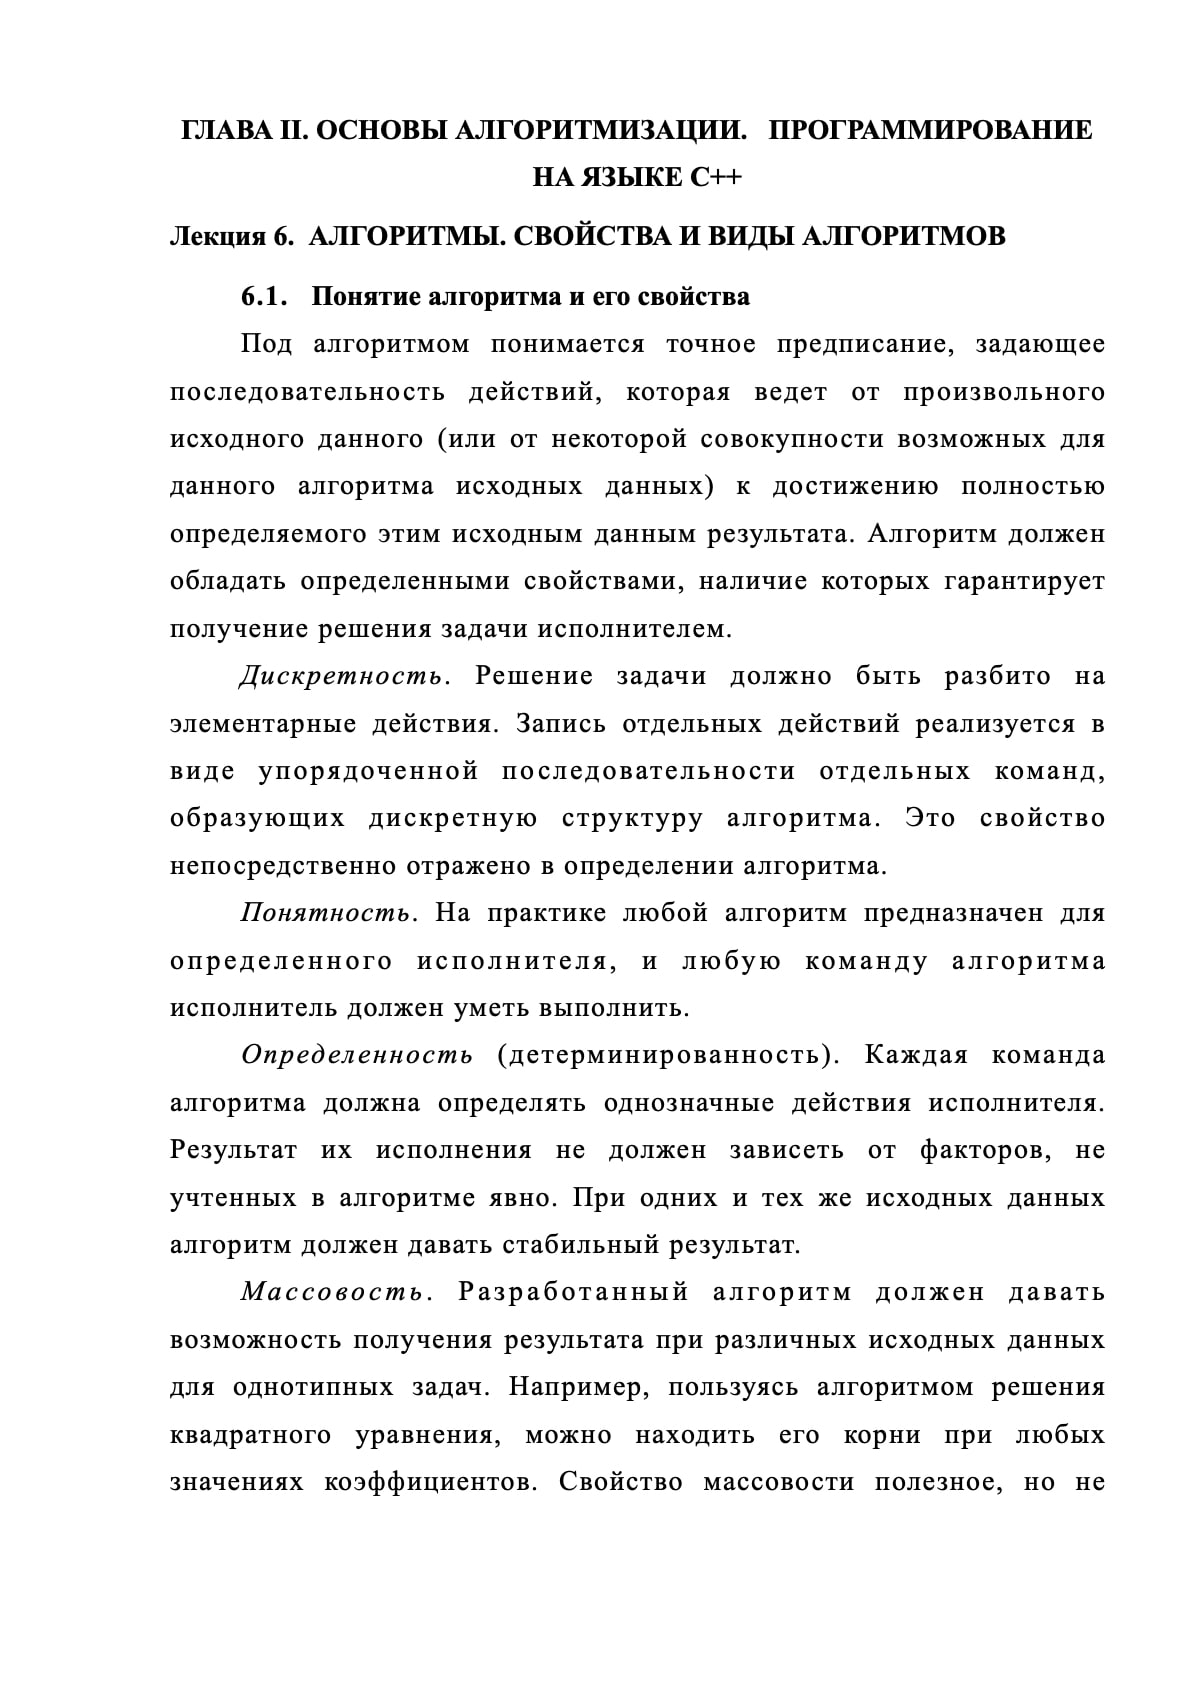 ГЛАВА II. ОСНОВЫ АЛГОРИТМИЗАЦИИ. ПРОГРАММИРОВАНИЕ
НА ЯЗЫКЕ С++
Лекция 6. АЛГОРИТМЫ. СВОЙСТВА И ВИДЫ АЛГОРИТМОВ
6.1. Понятие алгоритма и его свойства
Под алгоритмом понимается точное предписание, задающее
последовательность действий, которая ведет от произвольного
исходного данного (или от некоторой совокупности возможных для
данного алгоритма исходных данных) к достижению полностью
определяемого этим исходным данным результата. Алгоритм должен
обладать определенными свойствами, наличие которых гарантирует
получение решения задачи исполнителем.
Дискретность. Решение задачи должно быть разбито на
элементарные действия. Запись отдельных действий реализуется в
виде упорядоченной последовательности отдельных команд,
образующих дискретную структуру алгоритма. Это свойство
непосредственно отражено в определении алгоритма.
Понятность. На практике любой алгоритм предназначен для
определенного исполнителя, и любую команду алгоритма
исполнитель должен уметь выполнить.
Определенность (детерминированность). Каждая команда
алгоритма должна определять однозначные действия исполнителя.
Результат их исполнения не должен зависеть от факторов, не
учтенных в алгоритме явно. При одних и тех же исходных данных
алгоритм должен давать стабильный результат.
Массовость. Разработанный алгоритм должен давать
возможность получения результата при различных исходных данных
для однотипных задач. Например, пользуясь алгоритмом решения
квадратного уравнения, можно находить его корни при любых
значениях коэффициентов. Свойство массовости полезное, но не